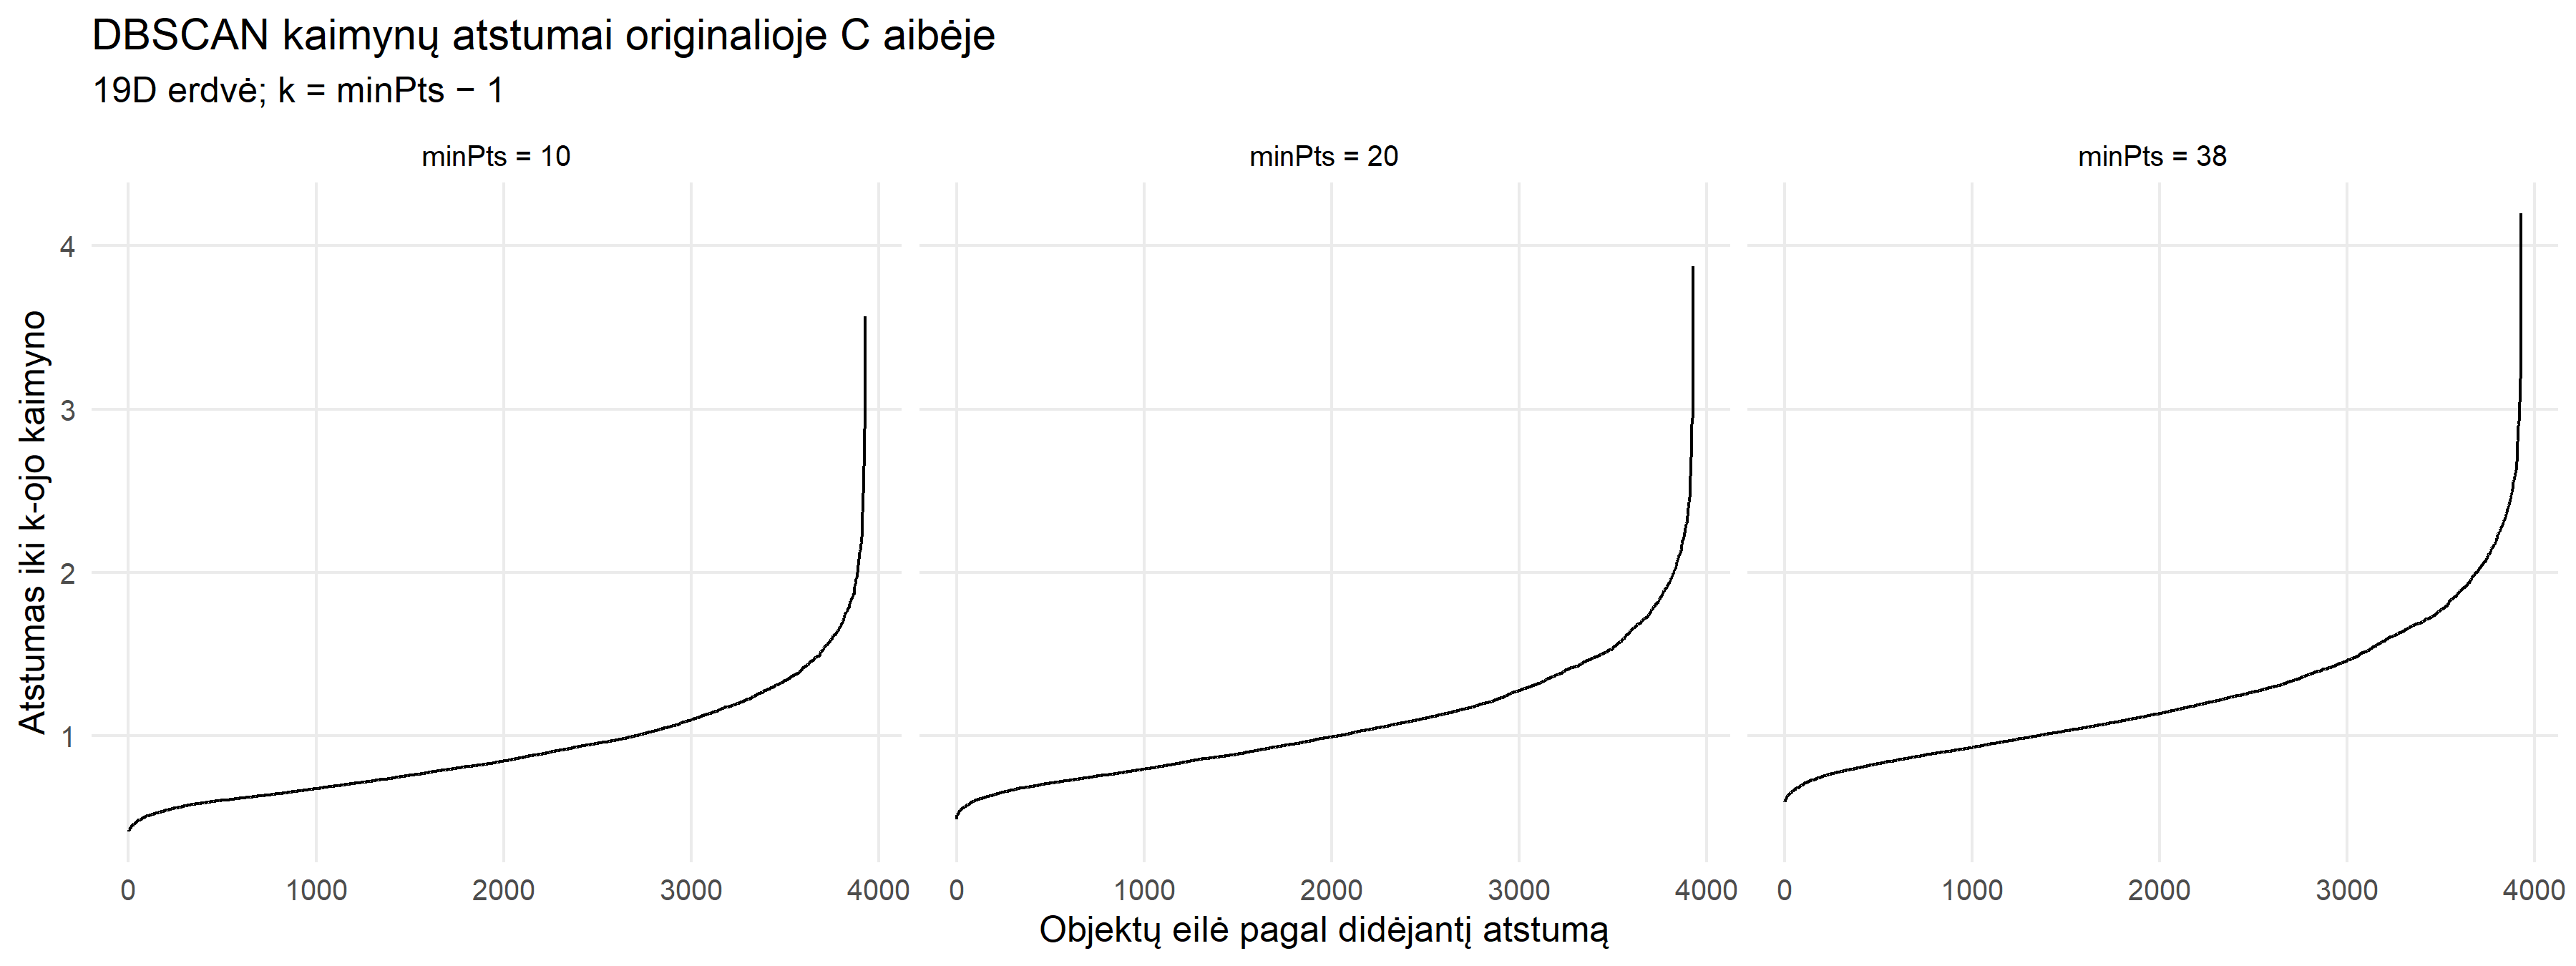 DBSCAN kaimynų atstumai originalioje C aibėje
19D erdvė; k = minPts − 1
minPts = 10
minPts = 20
minPts = 38
Atstumas iki k-ojo kaimyno
4
3
2
1
0 1000 2000 3000 4000
0 1000 2000 3000 4000
0 1000 2000 3000 4000
Objektų eilė pagal didėjantį atstumą